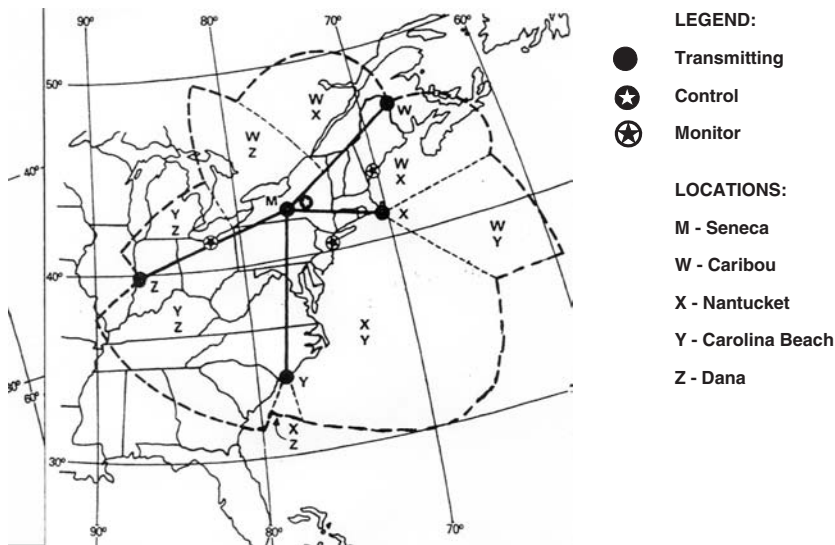 90°
80°
70°
60°
50°
W
X
W
W
Z
40°
W
X
M
X
Y
Z
W
Y
40°
Z
Y
Z
X
Y
60°
Y
X
Z
30°
90°
80°
70°
LEGEND:
Transmitting
Control
Monitor
LOCATIONS:
M - Seneca
W - Caribou
X - Nantucket
Y - Carolina Beach
Z - Dana